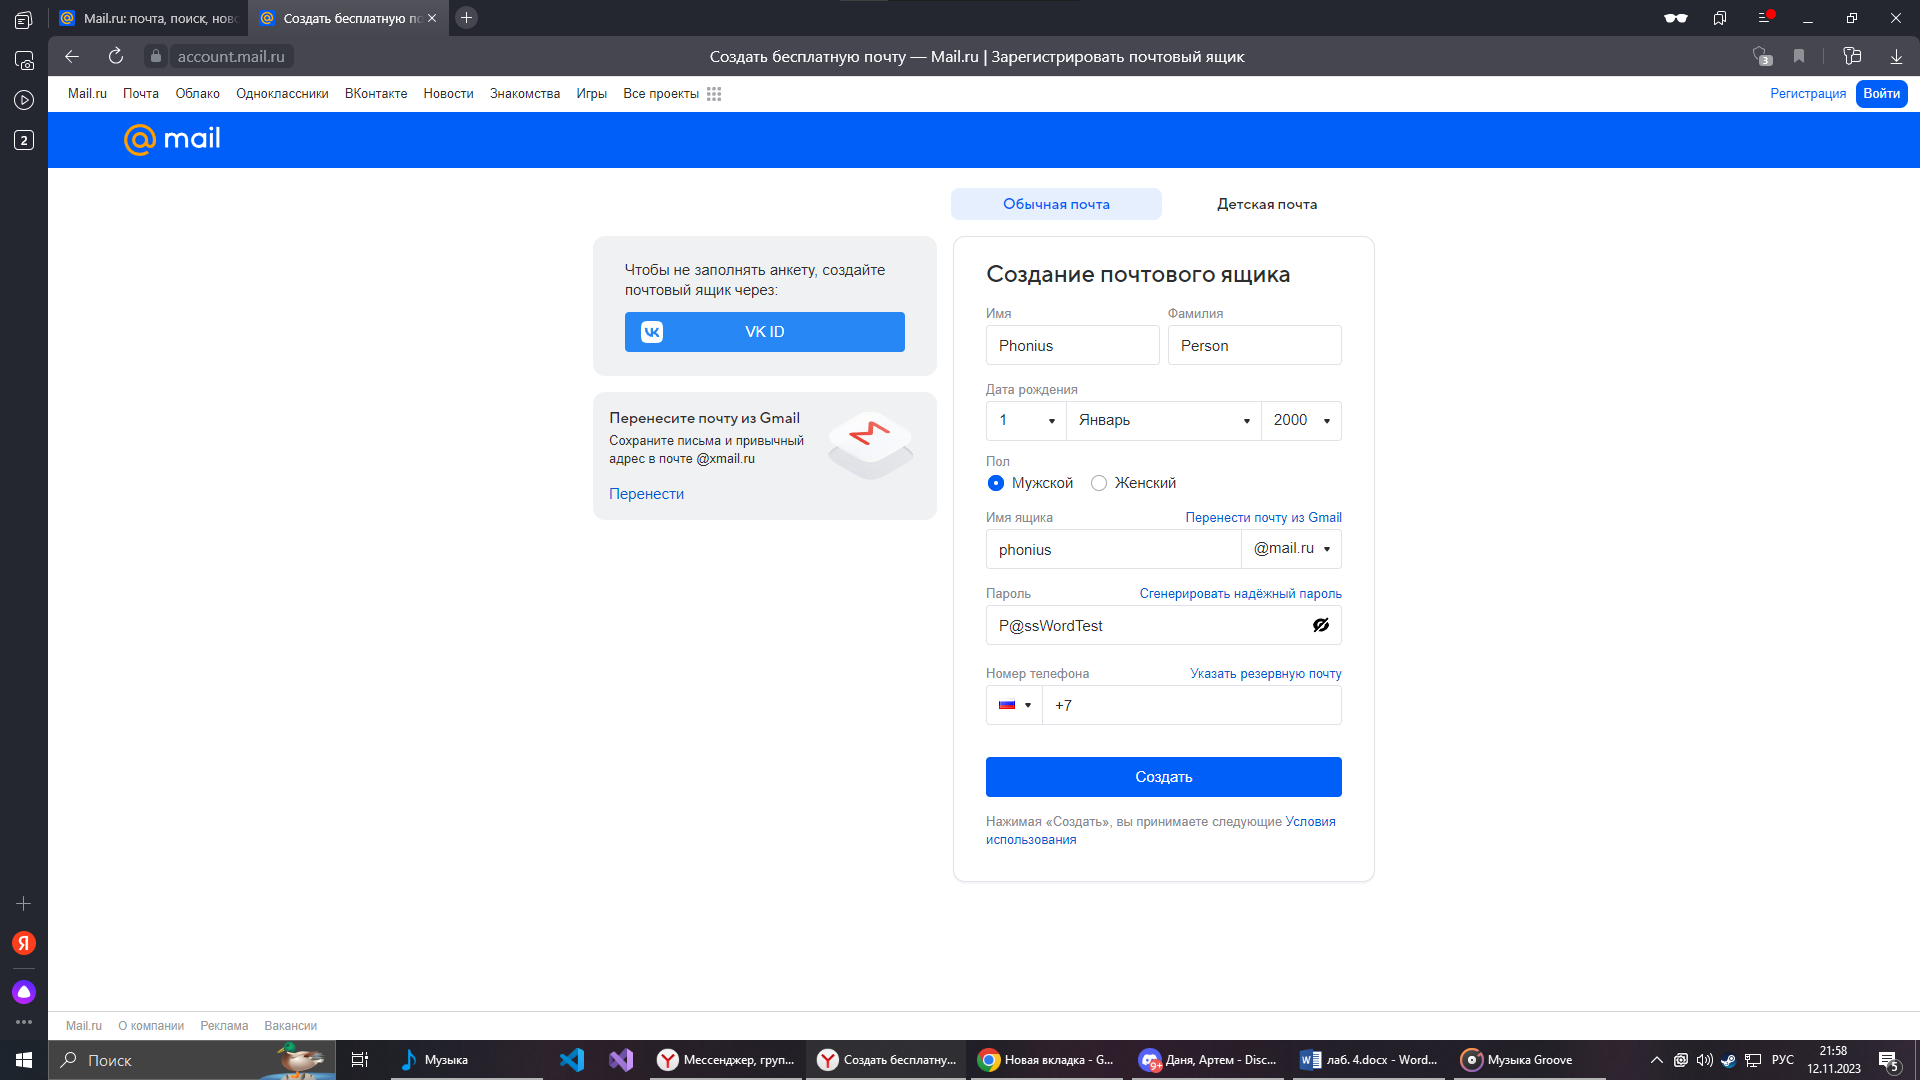 Mail.ru: почта, поиск, нов
Создать бесплатную по
account.mail.ru
Создать бесплатную почту — Mail.ru | Зарегистрировать почтовый ящик
3
2
Mail.ru Почта Облако Одноклассники ВКонтакте Новости Знакомства Игры Все проекты
Регистрация Войти
mail
Обычная почта Детская почта
Чтобы не заполнять анкету, создайте
почтовый ящик через:
VK ID
Перенесите почту из Gmail
Сохраните письма и привычный
адрес в почте @xmail.ru
Перенести
Создание почтового ящика
Имя Фамилия
Phonius Person
Дата рождения
1 Январь 2000
Пол
Мужской Женский
Имя ящика Перенести почту из Gmail
phonius @mail.ru
Пароль Сгенерировать надёжный пароль
P@ssWordTest
Номер телефона Указать резервную почту
+7
Создать
Нажимая «Создать», вы принимаете следующие Условия
использования
Я
Mail.ru О компании Реклама Вакансии
Поиск
Музыка
Мессенджер, груп...
Создать бесплатну...
Новая вкладка - G...
9+
Даня, Артем - Disc...
лаб. 4.docx - Word...
Музыка Groove
РУС
21:58
12.11.2023
5